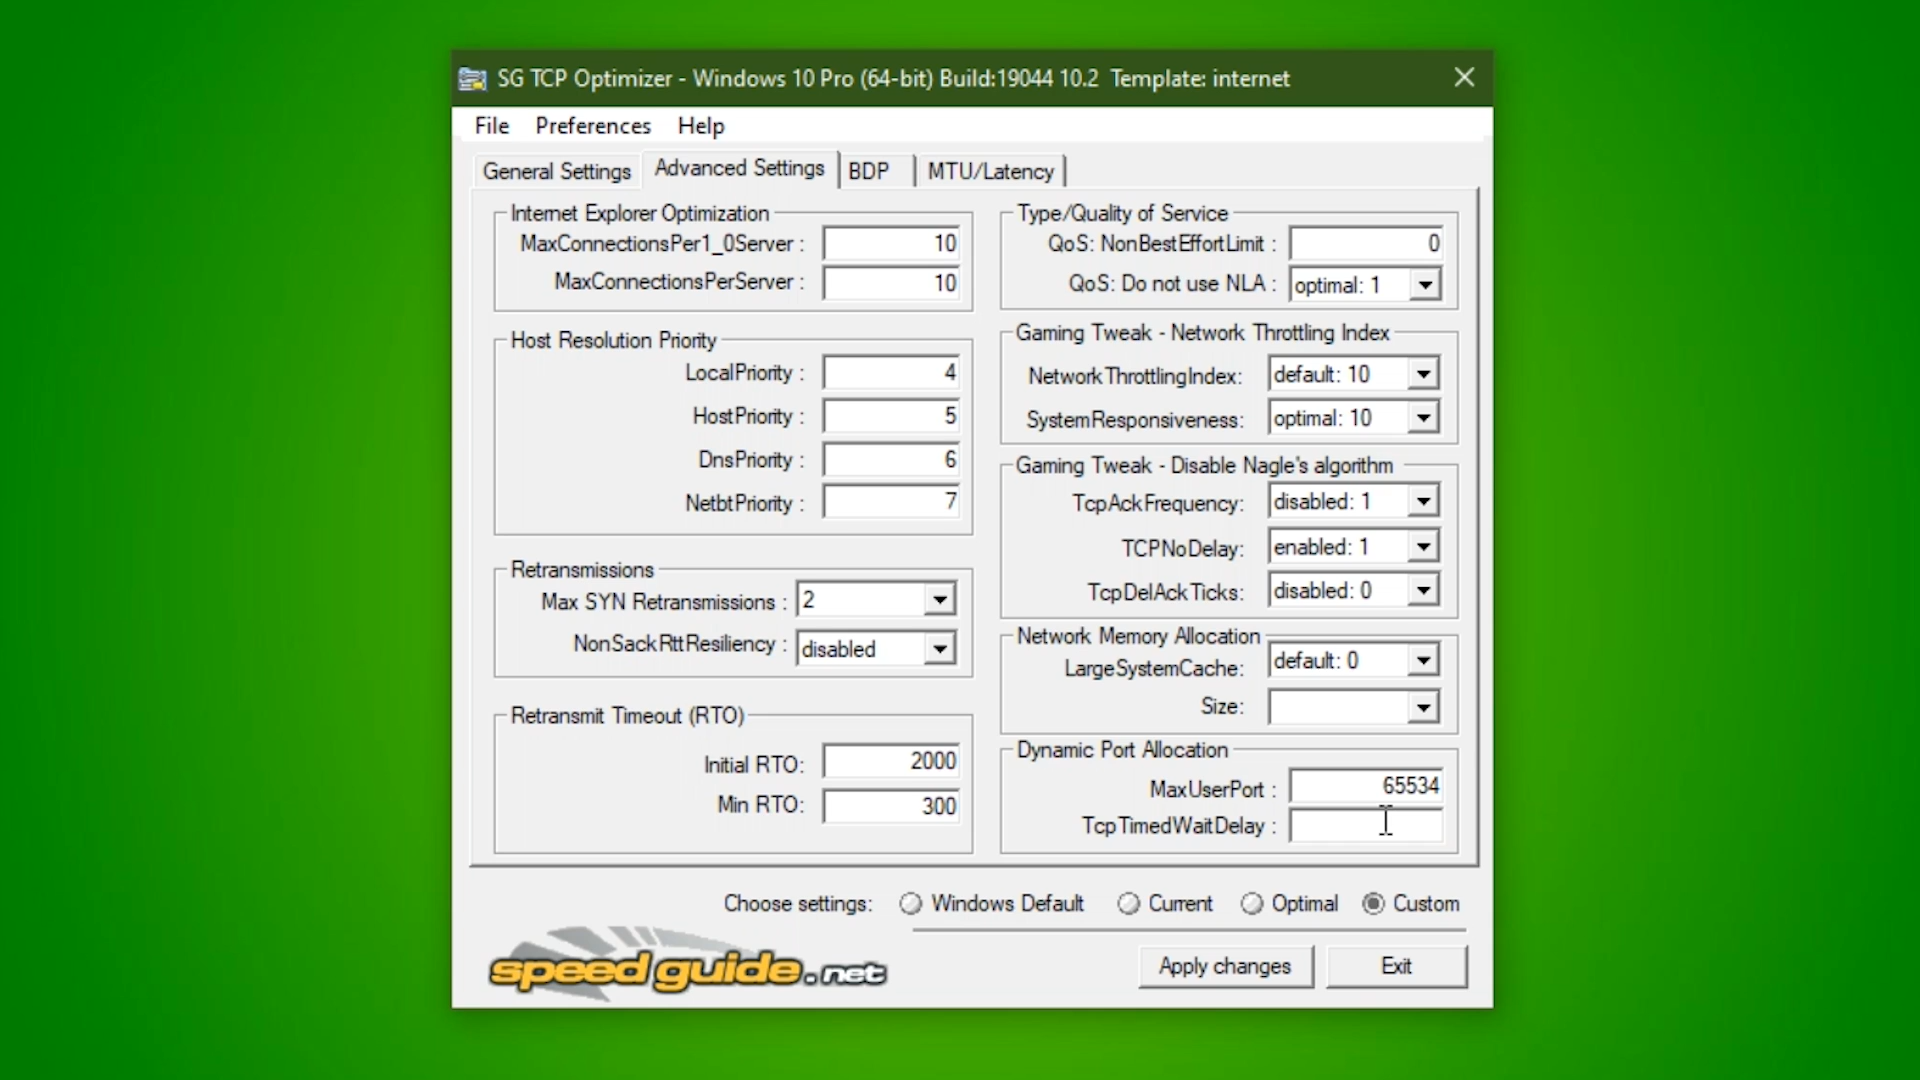 SG TCP Optimizer - Windows 10 Pro (64-bit) Build:19044 10.2 Template: internet
File Preferences Help
General Settings Advanced Settings BDP MTU/Latency
Internet Explorer Optimization
MaxConnectionsPer1_0Server : 10
MaxConnectionsPerServer : 10
Host Resolution Priority
LocalPriority : 4
HostPriority : 5
DnsPriority : 6
NetbtPriority : 7
Retransmissions
Max SYN Retransmissions : 2
NonSackRttResiliency : disabled
Retransmit Timeout (RTO)
Initial RTO: 2000
Min RTO: 300
Type/Quality of Service
QoS: NonBestEffortLimit : 0
QoS: Do not use NLA : optimal: 1
Gaming Tweak - Network Throttling Index
NetworkThrottlingIndex: default: 10
SystemResponsiveness: optimal: 10
Gaming Tweak - Disable Nagle's algorithm
TcpAckFrequency: disabled: 1
TCPNoDelay: enabled: 1
TcpDelAckTicks: disabled: 0
Network Memory Allocation
LargeSystemCache: default: 0
Size:
Dynamic Port Allocation
MaxUserPort : 65534
TcpTimedWaitDelay :
Choose settings: Windows Default Current Optimal Custom
speedguide.net
Apply changes Exit